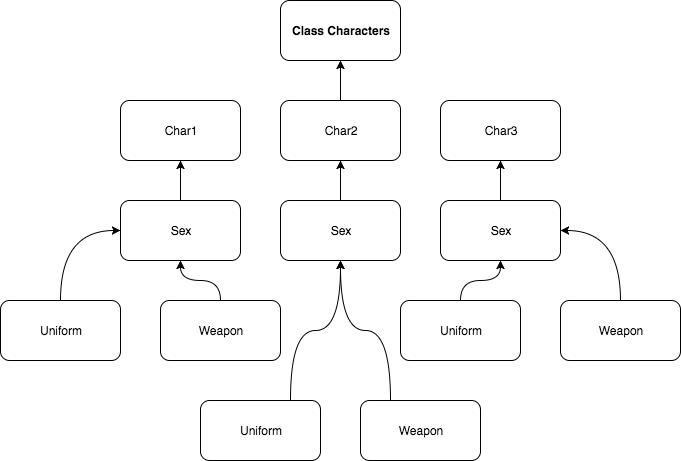 Class Characters
Char1
Char2
Char3
Sex
Sex
Sex
Uniform
Weapon
Uniform
Weapon
Uniform
Weapon